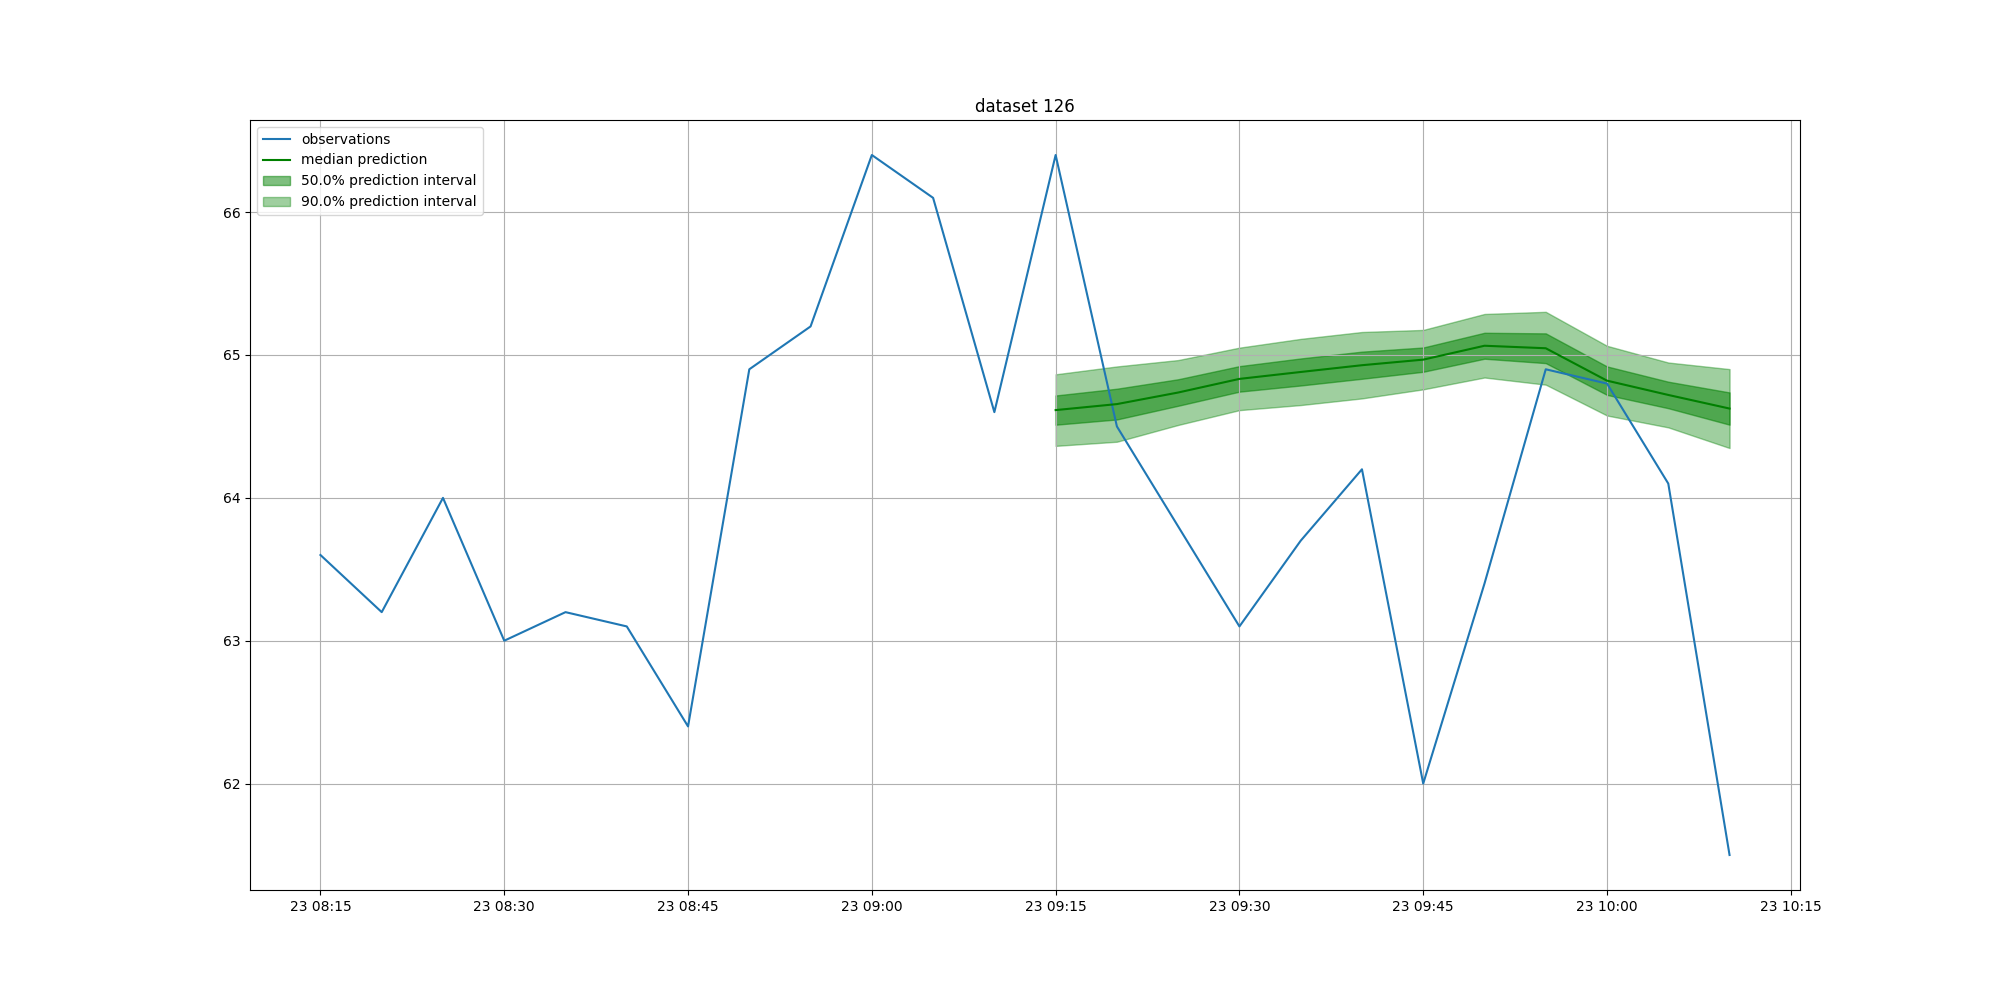 dataset 126
observations
median prediction
50.0% prediction interval
90.0% prediction interval
66
65
64
63
62
23 08:15 23 08:30 23 08:45 23 09:00 23 09:15 23 09:30 23 09:45 23 10:00 23 10:15